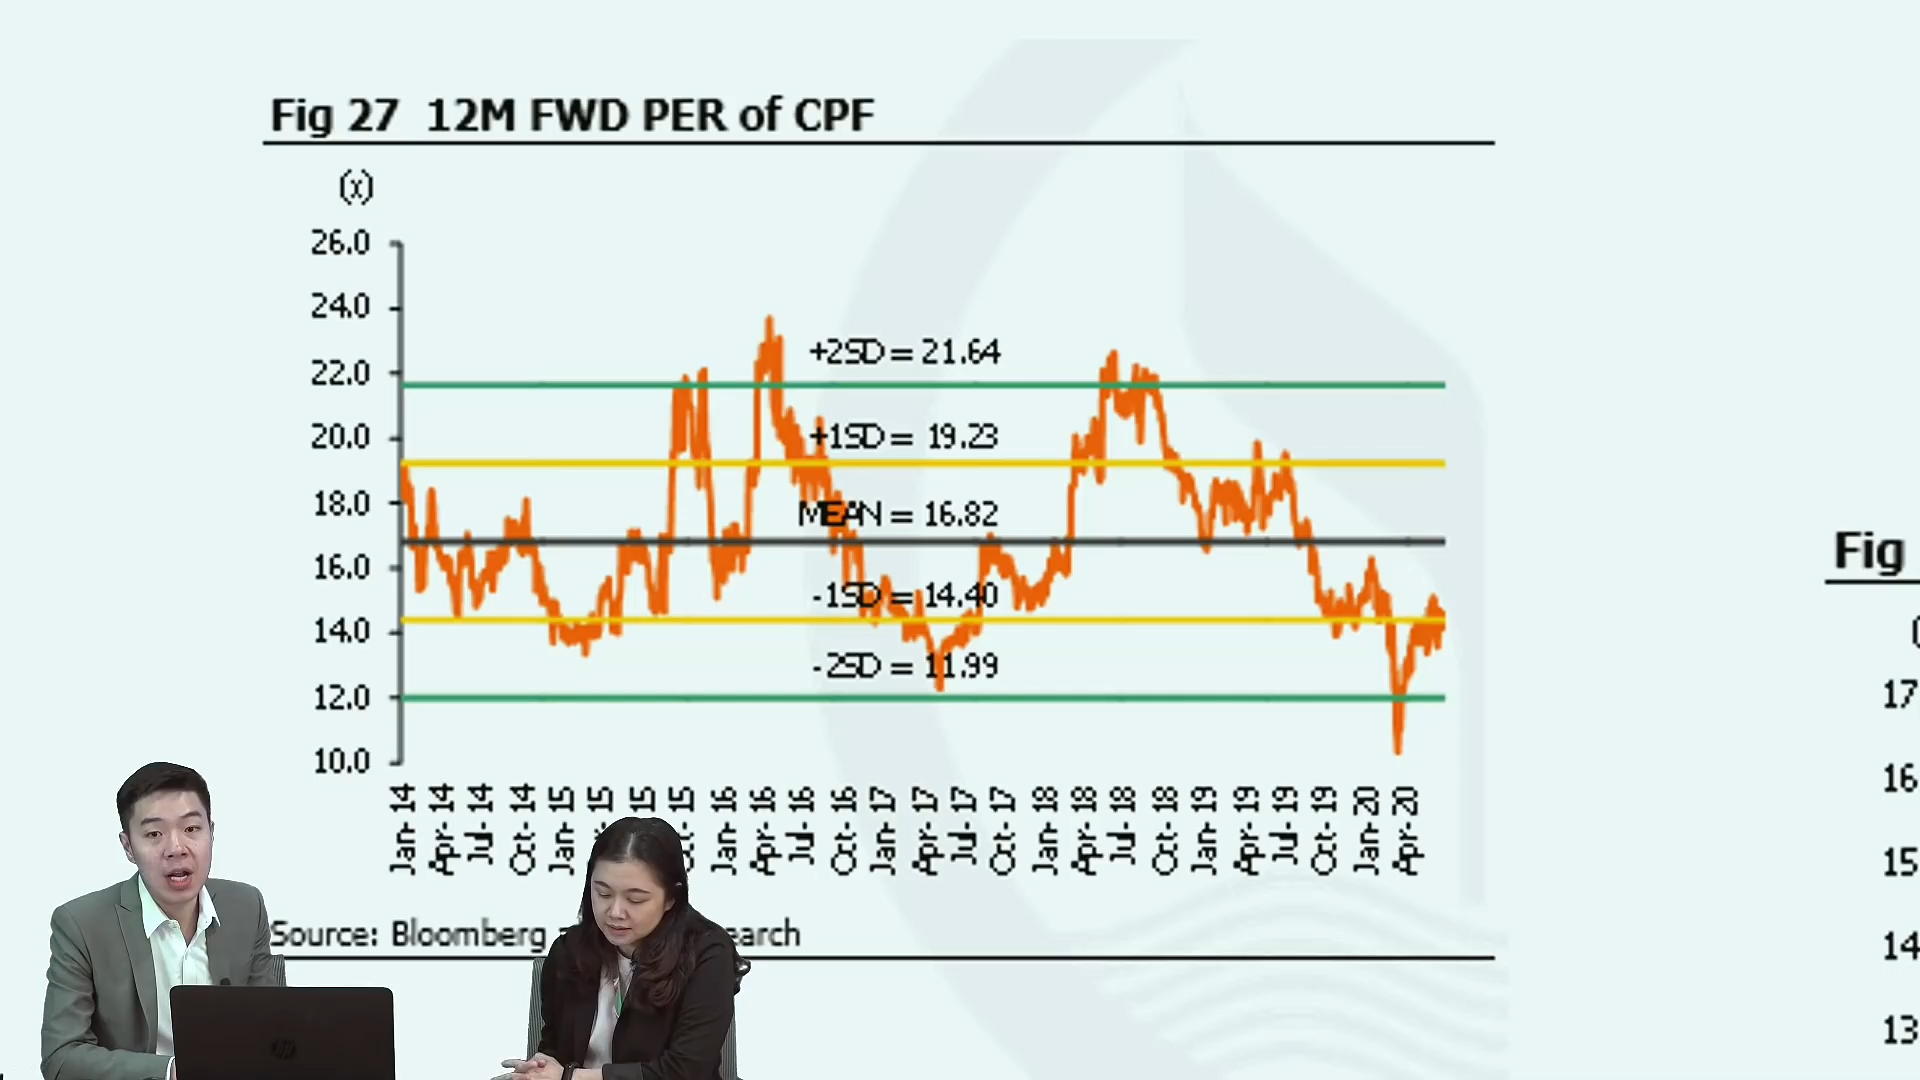 Fig 27 12M FWD PER of CPF
(x)
26.0
24.0
22.0
20.0
18.0
16.0
14.0
12.0
10.0
+2SD = 21.64
+1SD = 19.23
MEAN = 16.82
-1SD = 14.40
-2SD = 11.99
Jan-14
Apr-14
Jul-14
Oct-14
Jan-15
15
15
Oct-15
Jan-16
Apr-16
Jul-16
Oct-16
Jan-17
Apr-17
Jul-17
Oct-17
Jan-18
Apr-18
Jul-18
Oct-18
Jan-19
Apr-19
Jul-19
Oct-19
Jan-20
Apr-20
Source: Bloomberg
Fig
17
16
15
14
13
hp